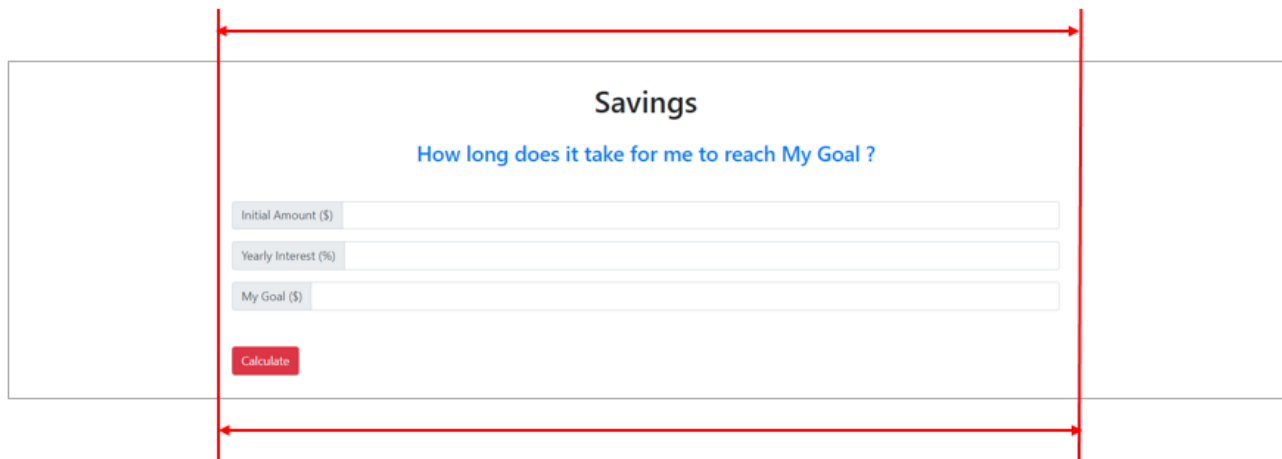 Savings
How long does it take for me to reach My Goal ?
Initial Amount ($)
Yearly Interest (%)
My Goal ($)
Calculate